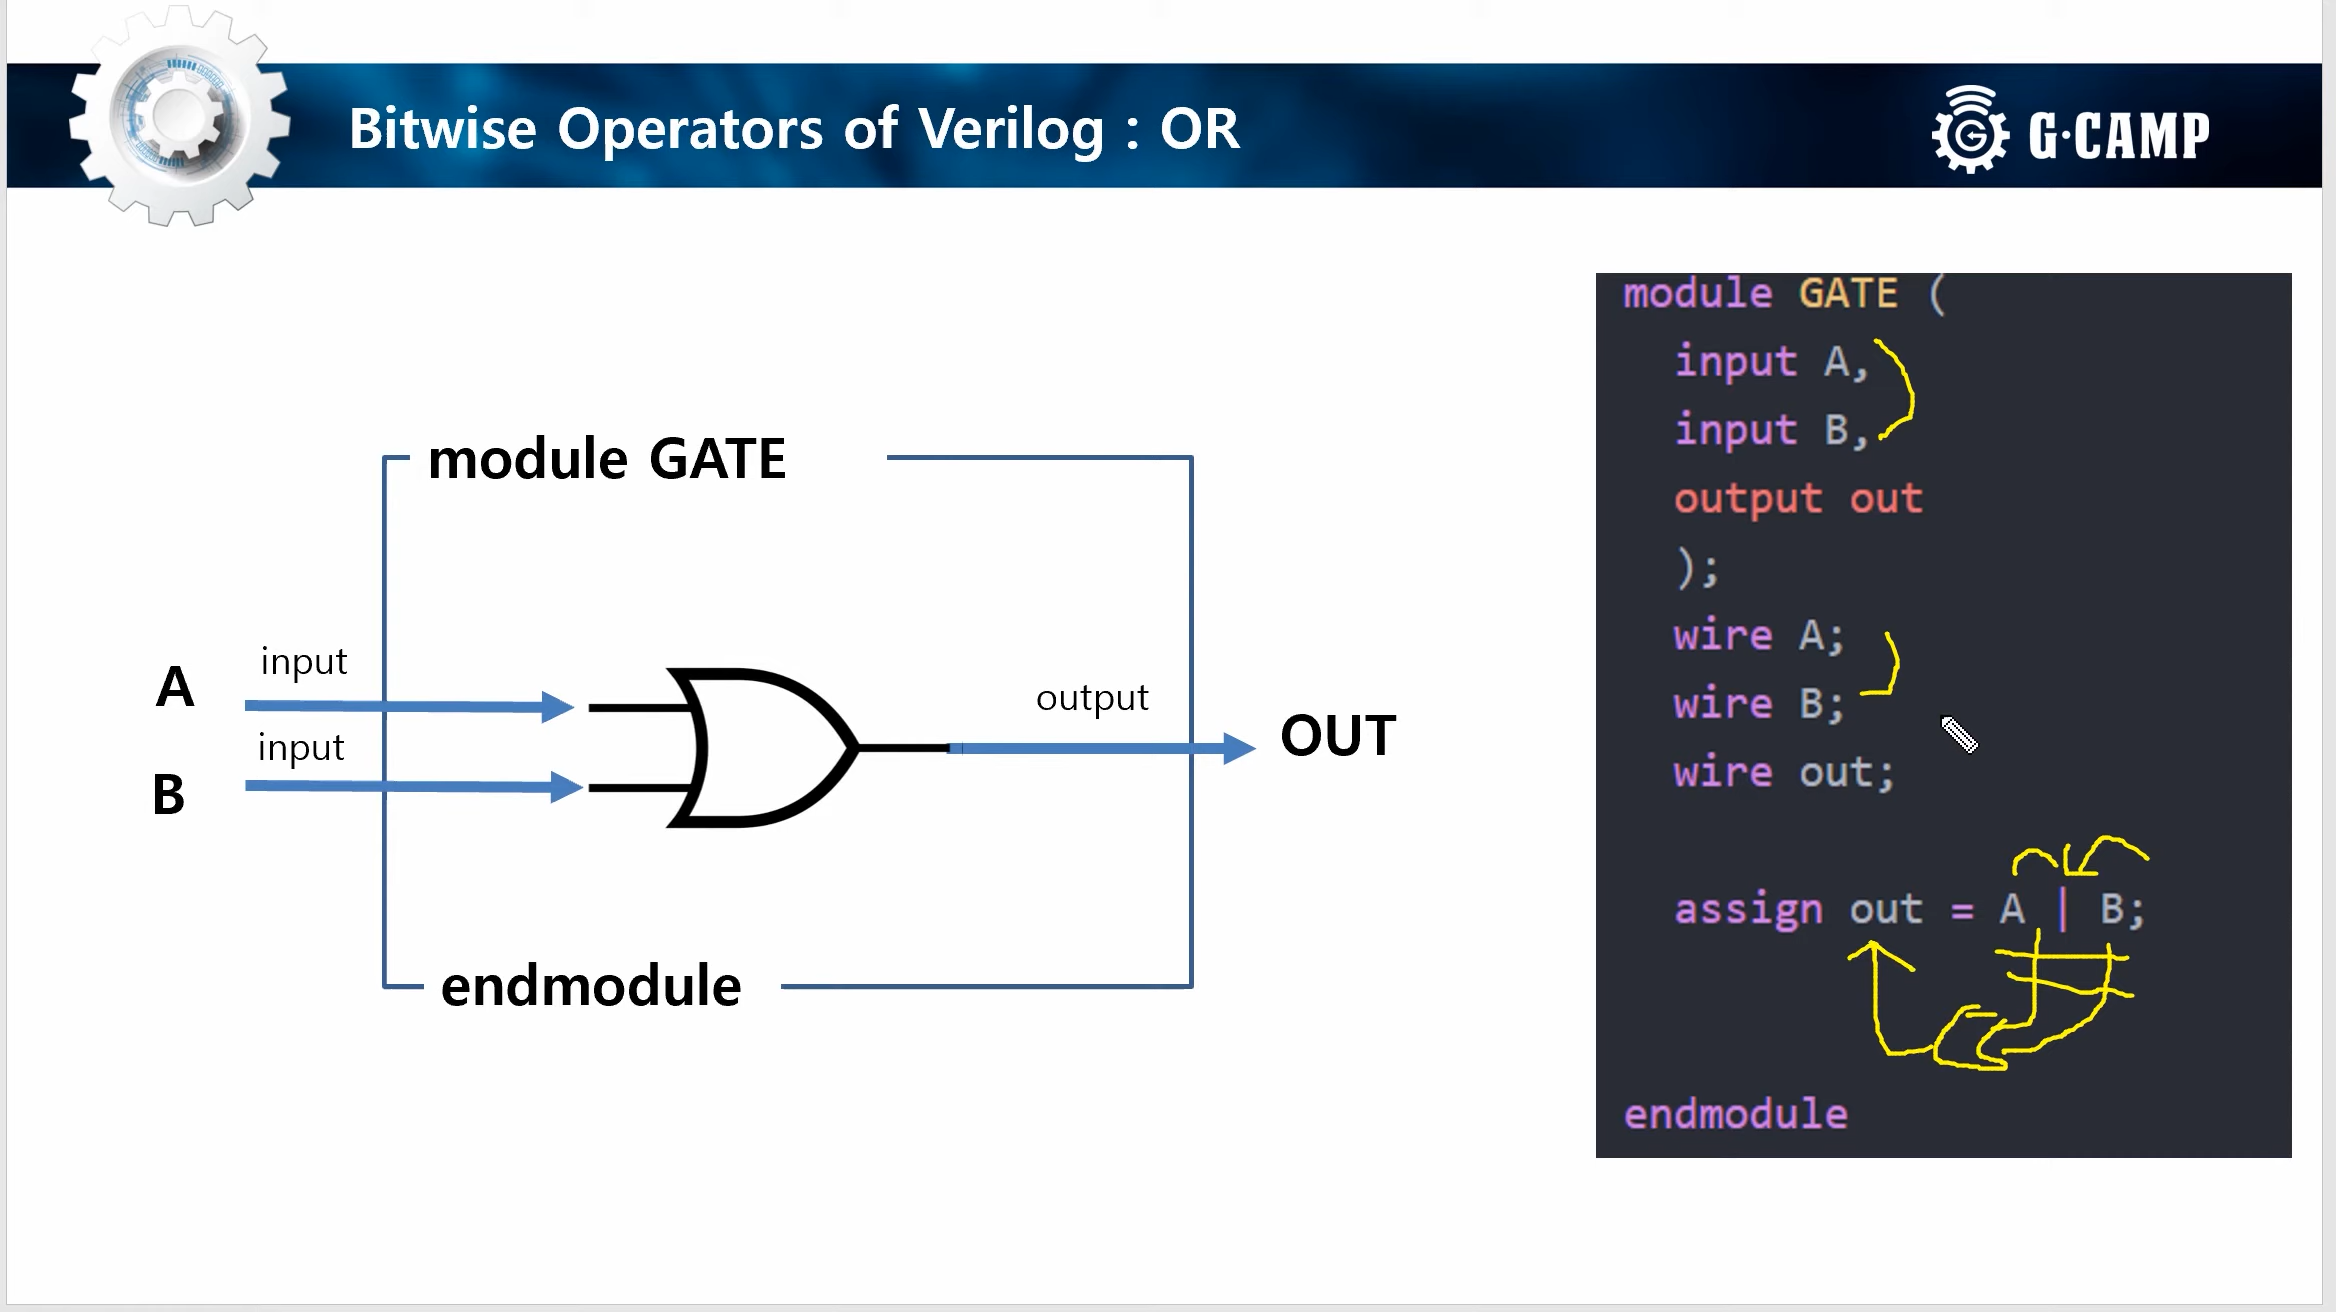 Bitwise Operators of Verilog : OR
G·CAMP
module GATE
input
A
input
B
output
OUT
endmodule
module GATE (
input A,
input B,
output out
);
wire A;
wire B;
wire out;
assign out = A | B;
endmodule